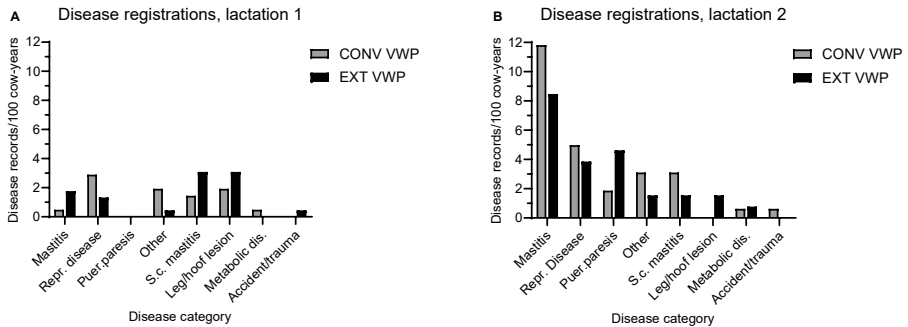 A
Disease registrations, lactation 1
Disease records/100 cow-years
12
10
8
6
4
2
0
CONV VWP
EXT VWP
Mastitis
Repr. disease
Puer.paresis
Other
S.c. mastitis
Leg/hoof lesion
Metabolic dis.
Accident/trauma
Disease category
B
Disease registrations, lactation 2
Disease records/100 cow-years
12
10
8
6
4
2
0
CONV VWP
EXT VWP
Mastitis
Repr. Disease
Puer.paresis
Other
S.c. mastitis
Leg/hoof lesion
Metabolic dis.
Accident/trauma
Disease category